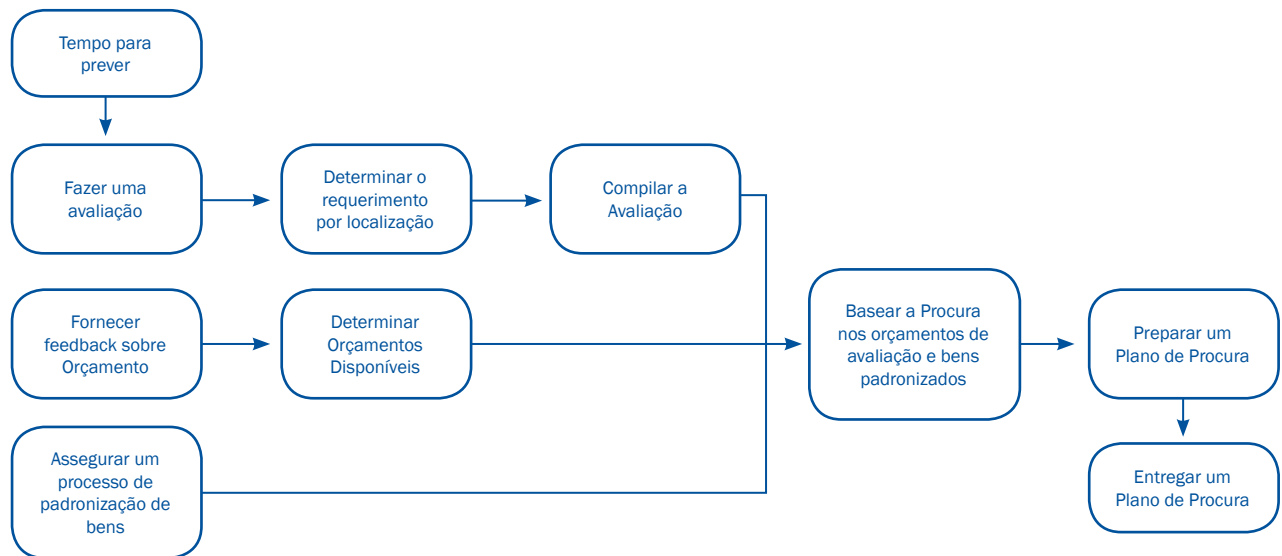 Tempo para
prever
Fazer uma
avaliação
Determinar o
requerimento
por localização
Compilar a
Avaliação
Fornecer
feedback sobre
Orçamento
Determinar
Orçamentos
Disponíveis
Basear a Procura
nos orçamentos de
avaliação e bens
padronizados
Preparar um
Plano de Procura
Assegurar um
processo de
padronização de
bens
Entregar um
Plano de Procura